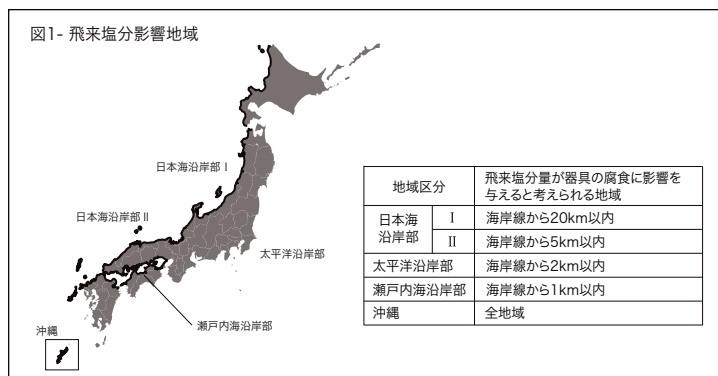 図1- 飛来塩分影響地域
日本海沿岸部 I
日本海沿岸部 II
太平洋沿岸部
瀬戸内海沿岸部
沖縄
地域区分
飛来塩分量が器具の腐食に影響を
与えると考えられる地域
日本海
沿岸部
I
海岸線から20km以内
II
海岸線から5km以内
太平洋沿岸部
海岸線から2km以内
瀬戸内海沿岸部
海岸線から1km以内
沖縄
全地域